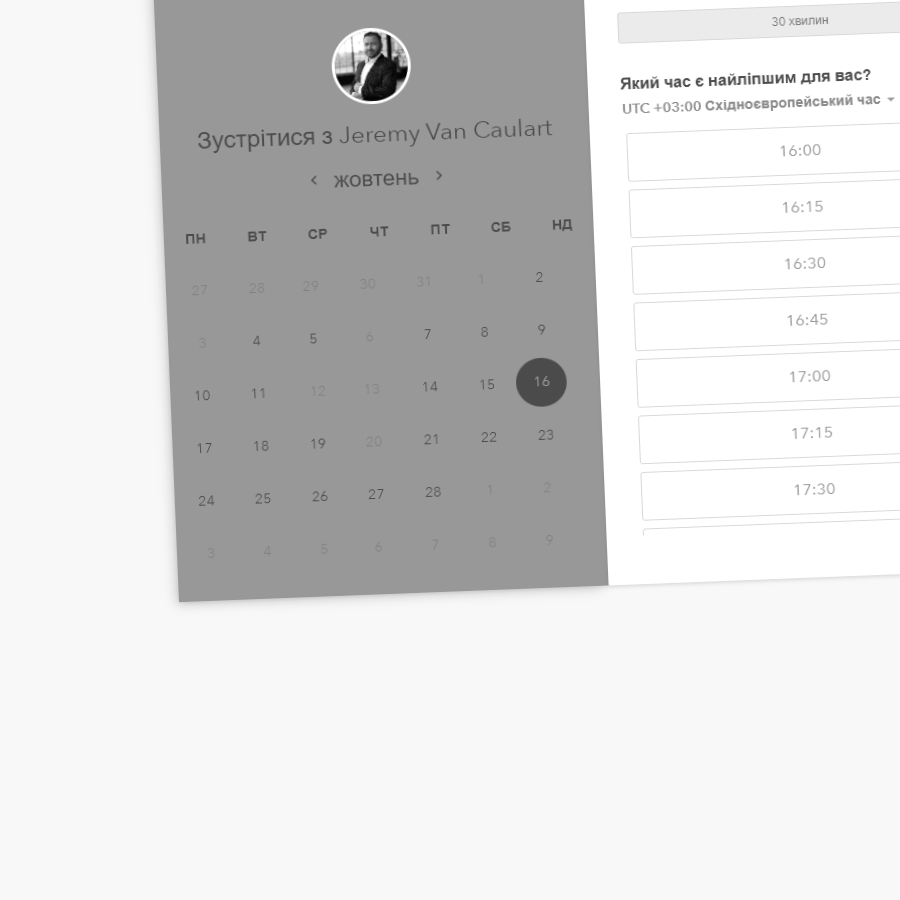 30 хвилин
Який час є найліпшим для вас?
UTC +03:00 Східноєвропейський час
16:00
16:15
16:30
16:45
17:00
17:15
17:30
Зустрітися з Jeremy Van Caulart
жовтень
ПН ВТ СР ЧТ ПТ СБ НД
27 28 29 30 31 1 2
3 4 5 6 7 8 9
10 11 12 13 14 15 16
17 18 19 20 21 22 23
24 25 26 27 28 1 2
3 4 5 6 7 8 9